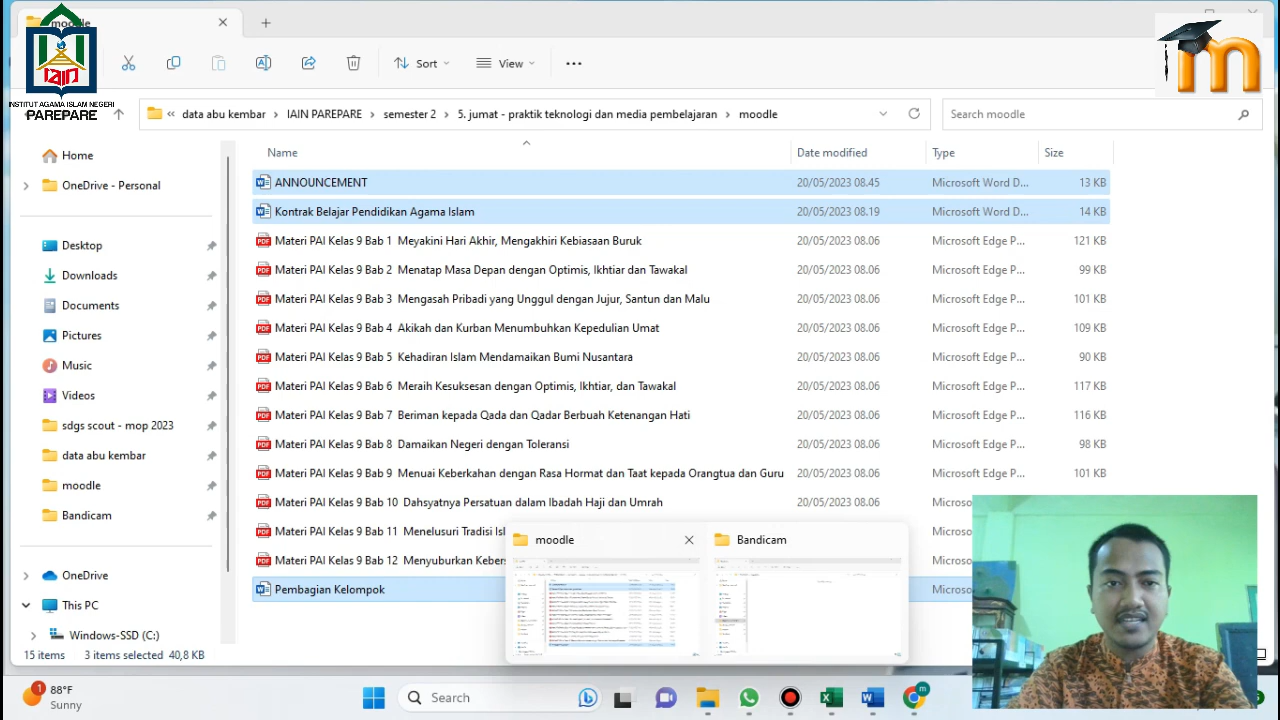 moodle
iain
INSTITUT AGAMA ISLAM NEGERI
PAREPARE
m
Sort
View
data abu kembar
IAIN PAREPARE
semester 2
5. jumat - praktik teknologi dan media pembelajaran
moodle
Search moodle
Home
OneDrive - Personal
Desktop
Downloads
Documents
Pictures
Music
Videos
sdgs scout - mop 2023
data abu kembar
moodle
Bandicam
OneDrive
This PC
Windows-SSD (C:)
Name Date modified Type Size
ANNOUNCEMENT 20/05/2023 08.45 Microsoft Word D... 13 KB
Kontrak Belajar Pendidikan Agama Islam 20/05/2023 08.19 Microsoft Word D... 14 KB
Materi PAI Kelas 9 Bab 1 Meyakini Hari Akhir, Mengakhiri Kebiasaan Buruk 20/05/2023 08.06 Microsoft Edge P... 121 KB
Materi PAI Kelas 9 Bab 2 Menatap Masa Depan dengan Optimis, Ikhtiar dan Tawakal 20/05/2023 08.06 Microsoft Edge P... 99 KB
Materi PAI Kelas 9 Bab 3 Mengasah Pribadi yang Unggul dengan Jujur, Santun dan Malu 20/05/2023 08.06 Microsoft Edge P... 101 KB
Materi PAI Kelas 9 Bab 4 Akikah dan Kurban Menumbuhkan Kepedulian Umat 20/05/2023 08.06 Microsoft Edge P... 109 KB
Materi PAI Kelas 9 Bab 5 Kehadiran Islam Mendamaikan Bumi Nusantara 20/05/2023 08.06 Microsoft Edge P... 90 KB
Materi PAI Kelas 9 Bab 6 Meraih Kesuksesan dengan Optimis, Ikhtiar, dan Tawakal 20/05/2023 08.06 Microsoft Edge P... 117 KB
Materi PAI Kelas 9 Bab 7 Beriman kepada Qada dan Qadar Berbuah Ketenangan Hati 20/05/2023 08.06 Microsoft Edge P... 116 KB
Materi PAI Kelas 9 Bab 8 Damaikan Negeri dengan Toleransi 20/05/2023 08.06 Microsoft Edge P... 98 KB
Materi PAI Kelas 9 Bab 9 Menuai Keberkahan dengan Rasa Hormat dan Taat kepada Orangtua dan Guru 20/05/2023 08.06 Microsoft Edge P... 101 KB
Materi PAI Kelas 9 Bab 10 Dahsyatnya Persatuan dalam Ibadah Haji dan Umrah 20/05/2023 08.06
Materi PAI Kelas 9 Bab 11 Menelusuri Tradisi
Materi PAI Kelas 9 Bab 12 Menyuburkan
Pembagian Kelompok
moodle
Bandicam
15 items 3 items selected 40,8 KB
88°F
Sunny
1
Search